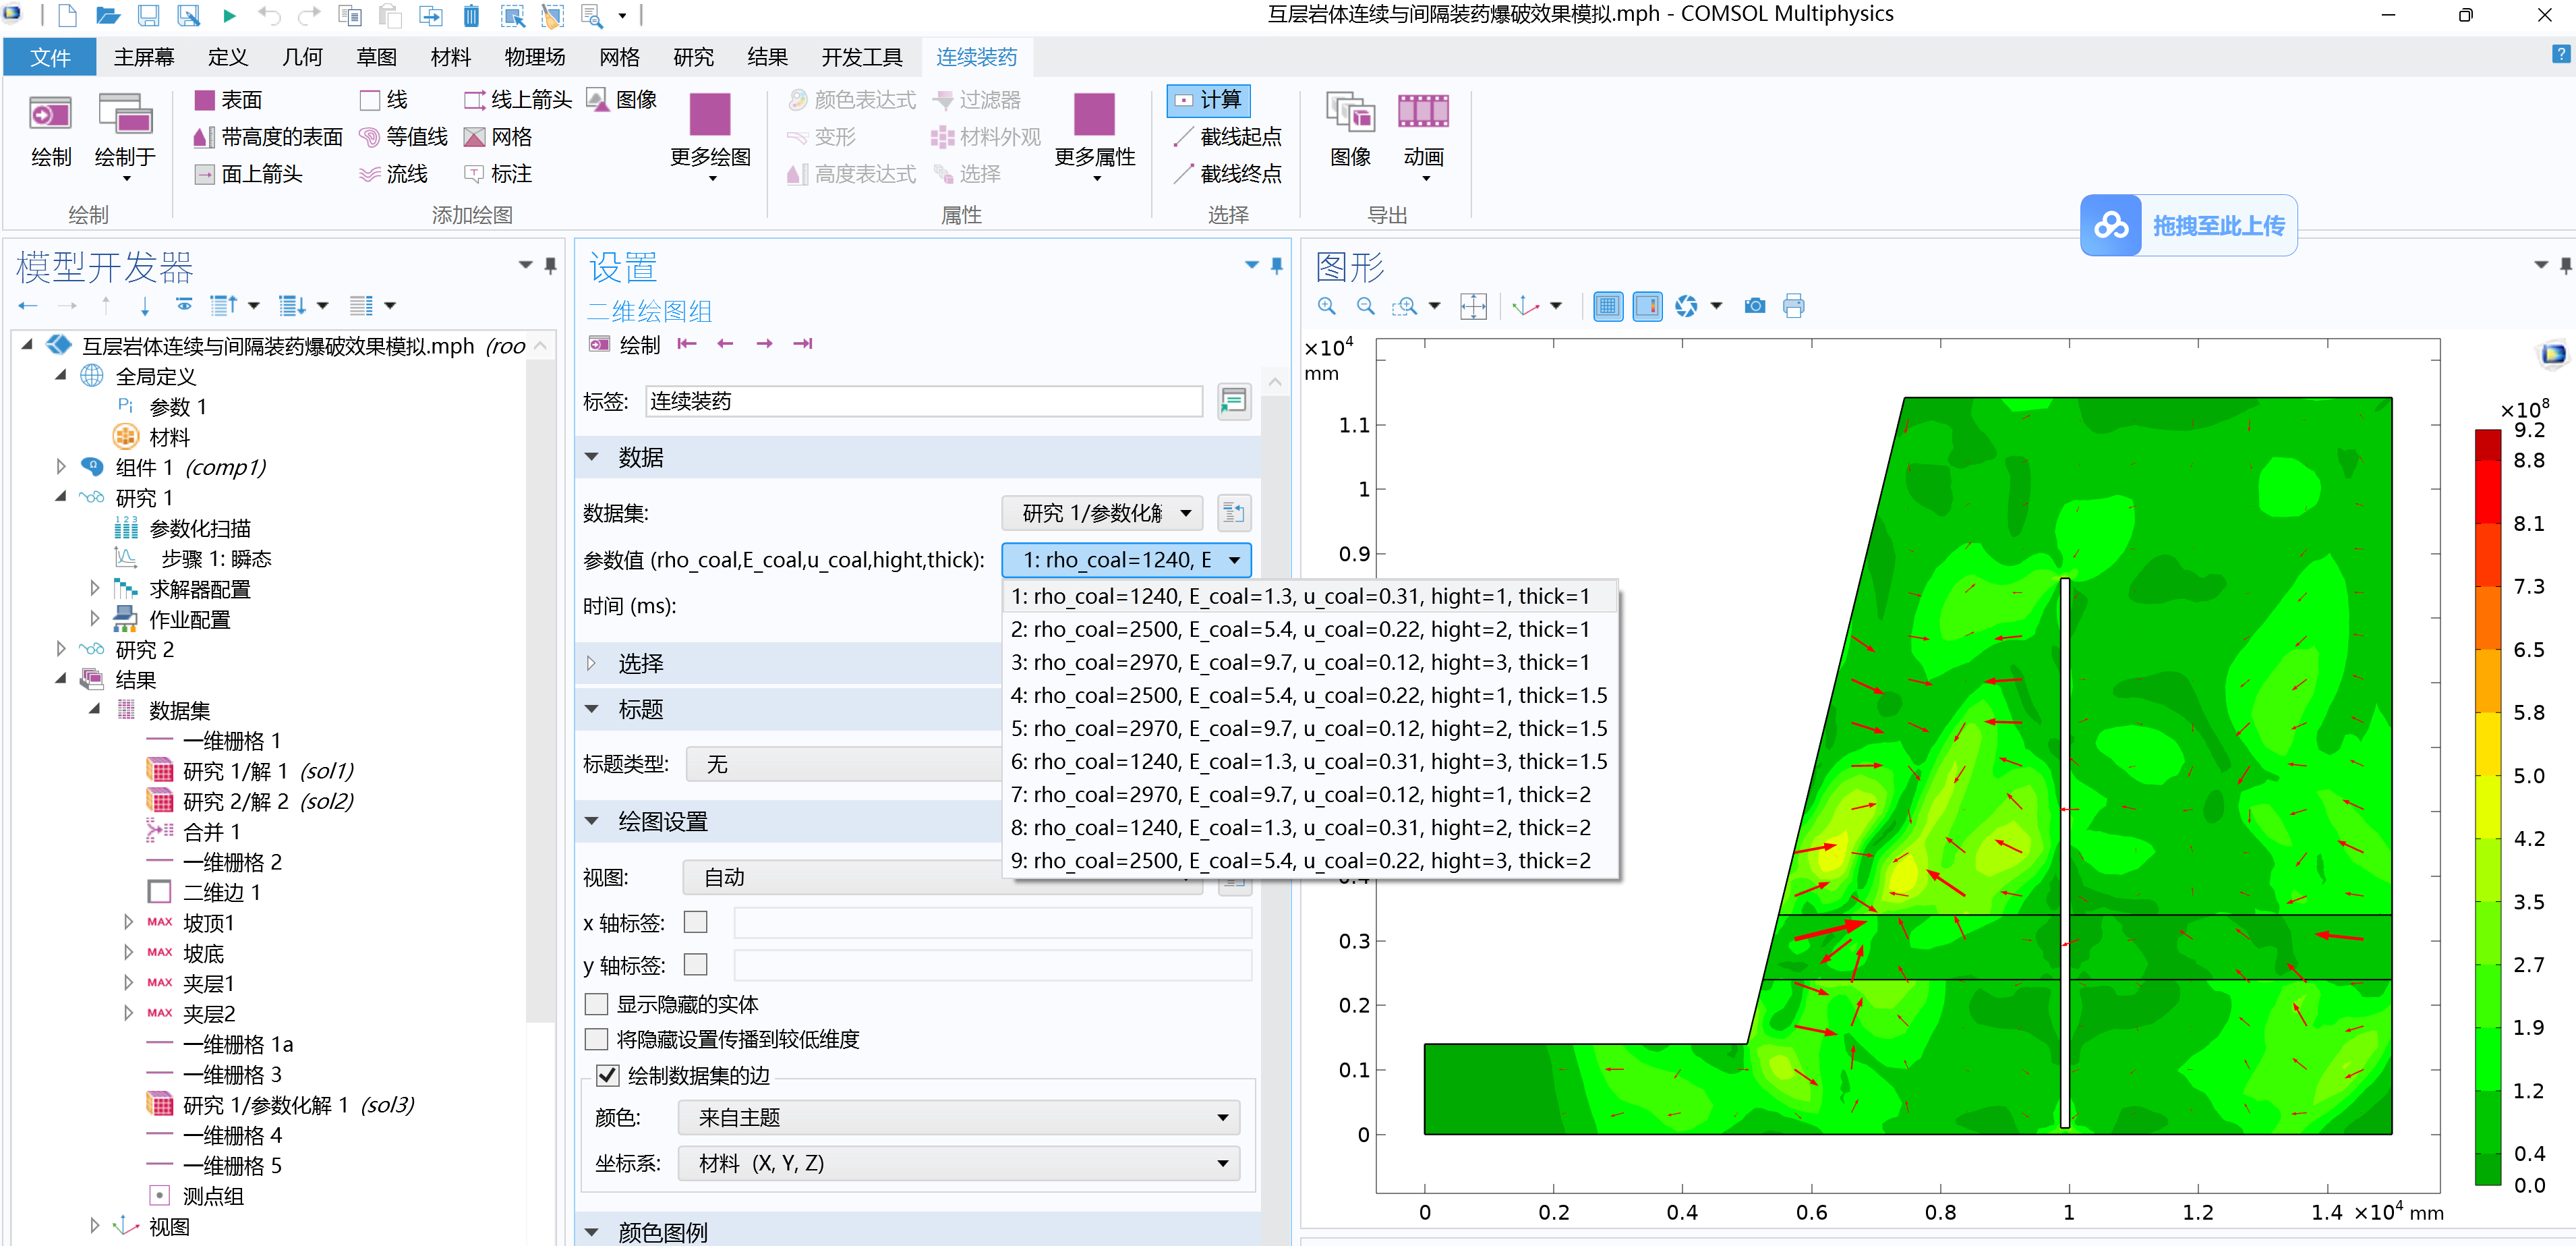 互层岩体连续与间隔装药爆破效果模拟.mph - COMSOL Multiphysics
文件 主屏幕 定义 几何 草图 材料 物理场 网格 研究 结果 开发工具 连续装药
绘制 绘制于
绘制
表面 线 线上箭头 图像
带高度的表面 等值线 网格
面上箭头 流线 标注
更多绘图
添加绘图
颜色表达式 过滤器
变形 材料外观
高度表达式 选择
更多属性
属性
计算
截线起点
截线终点
选择
图像 动画
导出
拖拽至此上传
模型开发器
互层岩体连续与间隔装药爆破效果模拟.mph (roo
全局定义
Pi 参数 1
材料
组件 1 (comp1)
研究 1
参数化扫描
步骤 1: 瞬态
求解器配置
作业配置
研究 2
结果
数据集
一维栅格 1
研究 1/解 1 (sol1)
研究 2/解 2 (sol2)
合并 1
一维栅格 2
二维边 1
MAX 坡顶1
MAX 坡底
MAX 夹层1
MAX 夹层2
一维栅格 1a
一维栅格 3
研究 1/参数化解 1 (sol3)
一维栅格 4
一维栅格 5
测点组
视图
设置
二维绘图组
绘制
标签: 连续装药
数据
数据集: 研究 1/参数化解
参数值 (rho_coal,E_coal,u_coal,hight,thick): 1: rho_coal=1240, E
时间 (ms):
1: rho_coal=1240, E_coal=1.3, u_coal=0.31, hight=1, thick=1
2: rho_coal=2500, E_coal=5.4, u_coal=0.22, hight=2, thick=1
3: rho_coal=2970, E_coal=9.7, u_coal=0.12, hight=3, thick=1
4: rho_coal=2500, E_coal=5.4, u_coal=0.22, hight=1, thick=1.5
5: rho_coal=2970, E_coal=9.7, u_coal=0.12, hight=2, thick=1.5
6: rho_coal=1240, E_coal=1.3, u_coal=0.31, hight=3, thick=1.5
7: rho_coal=2970, E_coal=9.7, u_coal=0.12, hight=1, thick=2
8: rho_coal=1240, E_coal=1.3, u_coal=0.31, hight=2, thick=2
9: rho_coal=2500, E_coal=5.4, u_coal=0.22, hight=3, thick=2
选择
标题
标题类型: 无
绘图设置
视图: 自动
x 轴标签:
y 轴标签:
显示隐藏的实体
将隐藏设置传播到较低维度
绘制数据集的边
颜色: 来自主题
坐标系: 材料 (X, Y, Z)
颜色图例
图形
×10⁴
mm
1.1
1
0.9
0.3
0.2
0.1
0
0 0.2 0.4 0.6 0.8 1 1.2 1.4 ×10⁴ mm
×10⁸
9.2
8.8
8.1
7.3
6.5
5.8
5.0
4.2
3.5
2.7
1.9
1.2
0.4
0.0